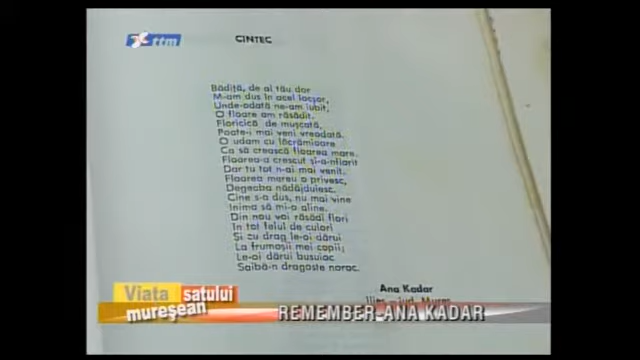 rtm
CINTEC
Bădiță, de al tău dor
M-am dus în acel locșor,
Unde-odată ne-am iubit,
O floare am răsădit.
Floricică de mușcată,
Poate-i mai veni vreodată.
O udam cu lăcrămioare
Ca să crească floarea mare.
Floarea-a crescut și-a-nflorit
Dar tu tot n-ai mai venit.
Floarea mereu o privesc,
Degeaba nădăjduiesc.
Cine s-a dus, nu mai vine
Inima să mi-o aline.
Din nou voi răsădi flori
În tot felul de culori
Și cu drag le-oi dărui
La frumoșii mei copii;
Le-oi dărui busuioc
Saibă-n dragoste noroc.
Ana Kadar
jud. Mureș
Viata satului
mureșean
REMEMBER ANA KADAR